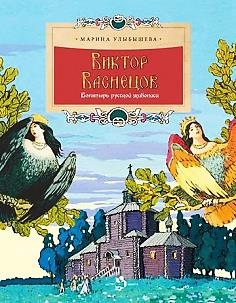 МАРИНА УЛЫБЫШЕВА
ВИКТОР
ВАСНЕЦОВ
Богатырь русской живописи